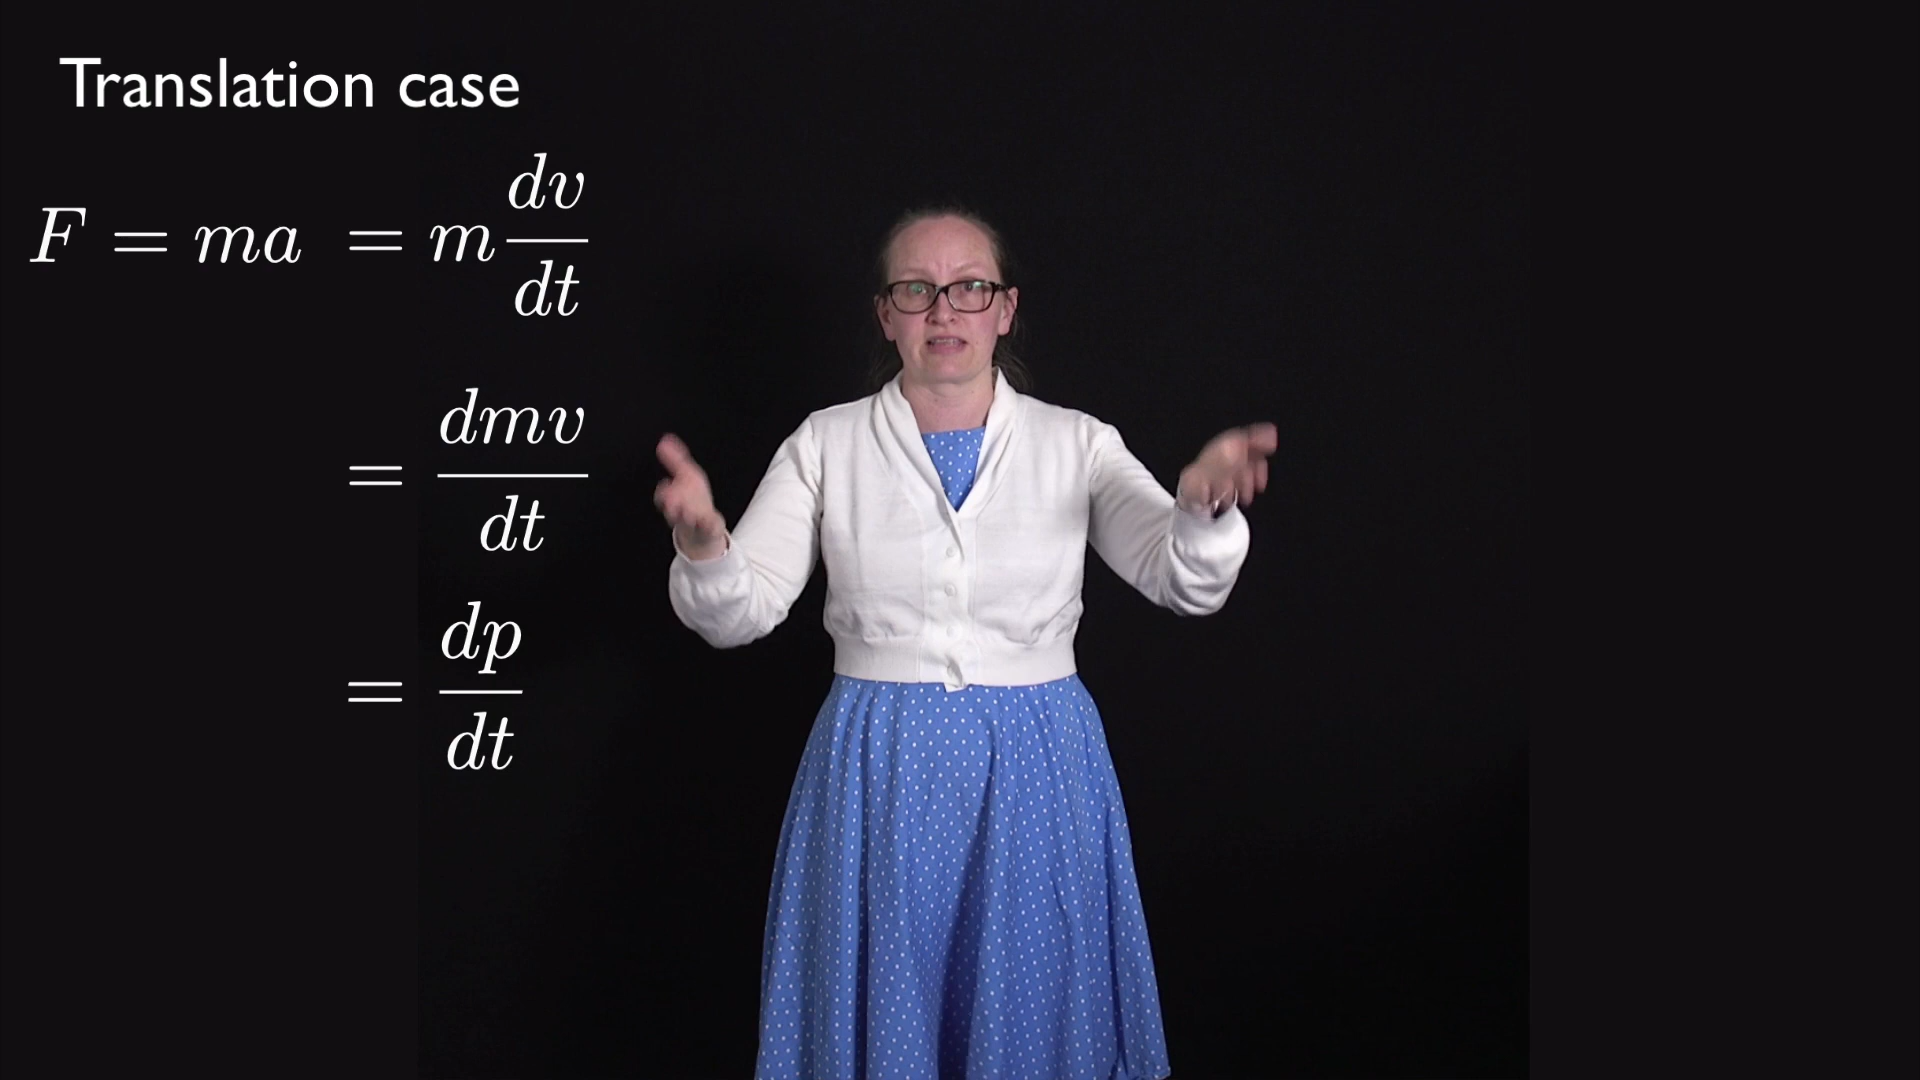 Translation case
F = ma = m dv/dt
= dmv/dt
= dp/dt